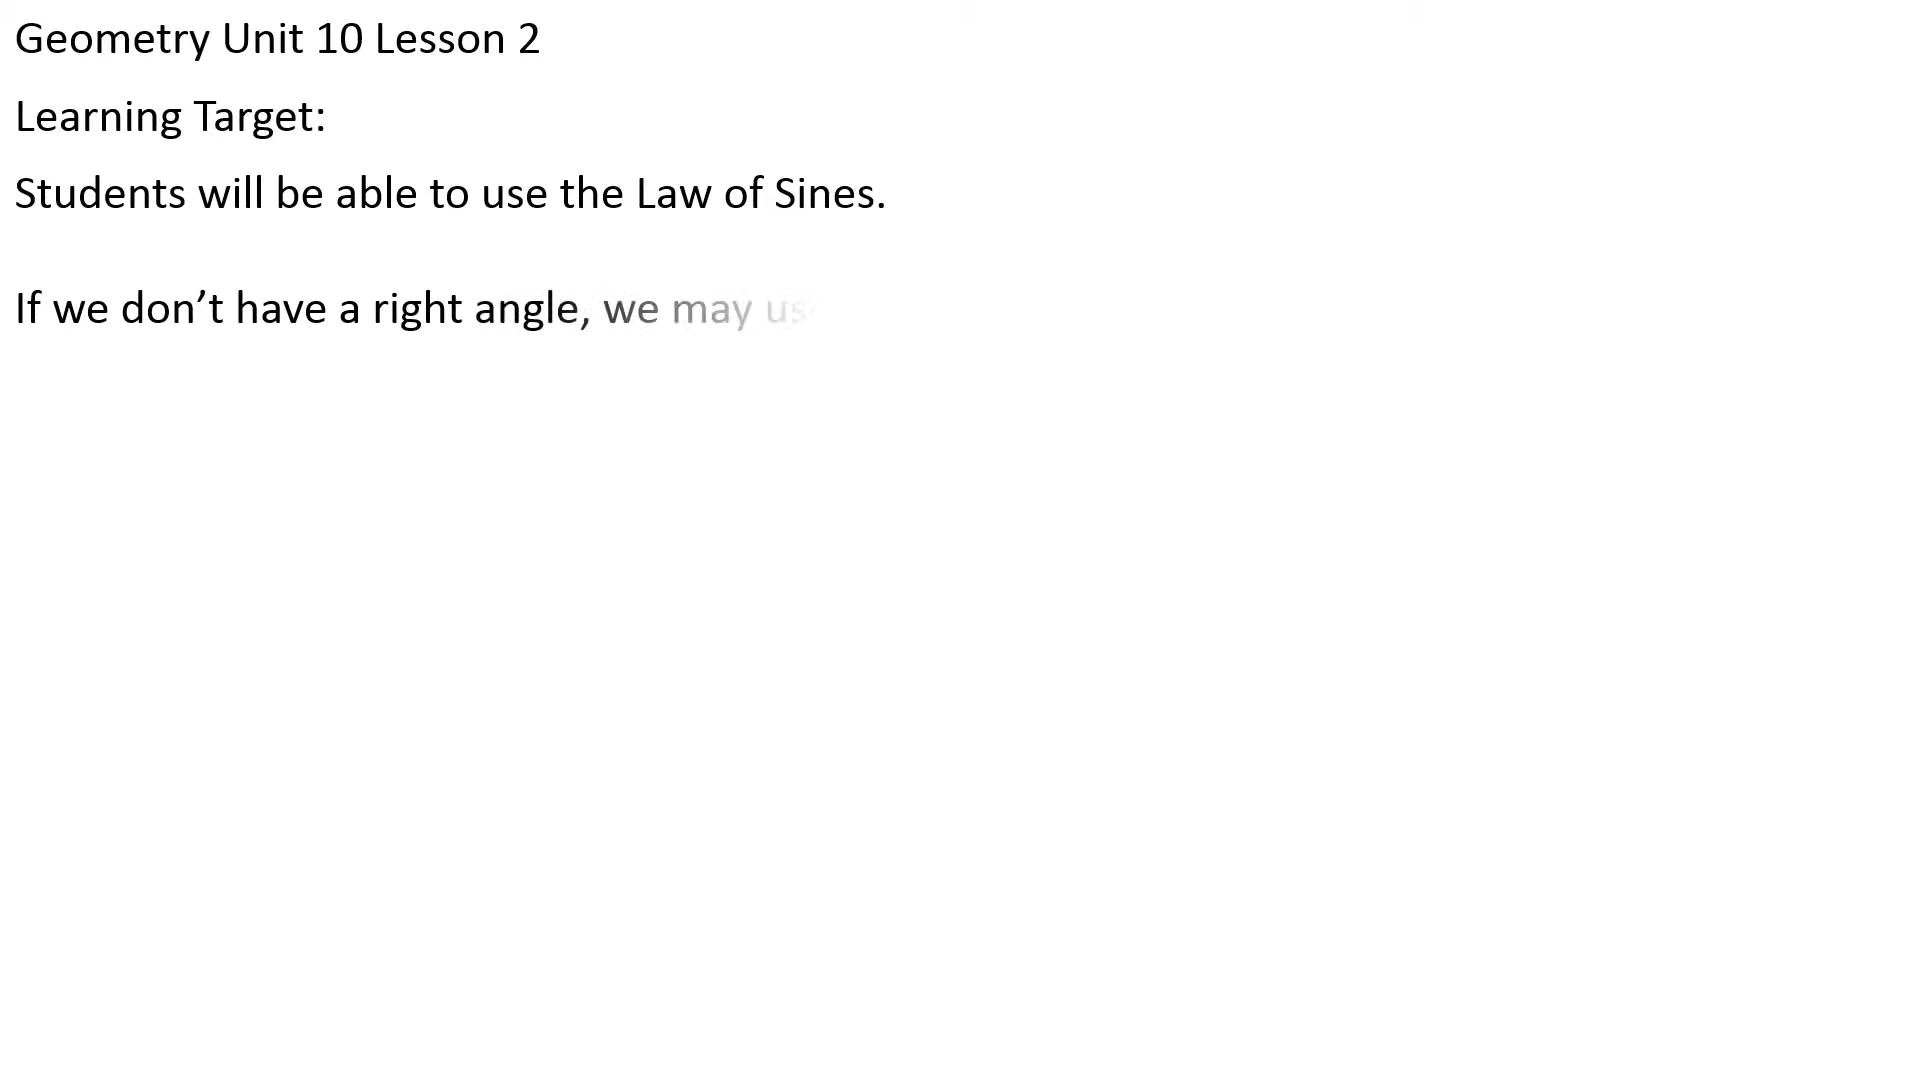 Geometry Unit 10 Lesson 2
Learning Target:
Students will be able to use the Law of Sines.
If we don’t have a right angle, we may